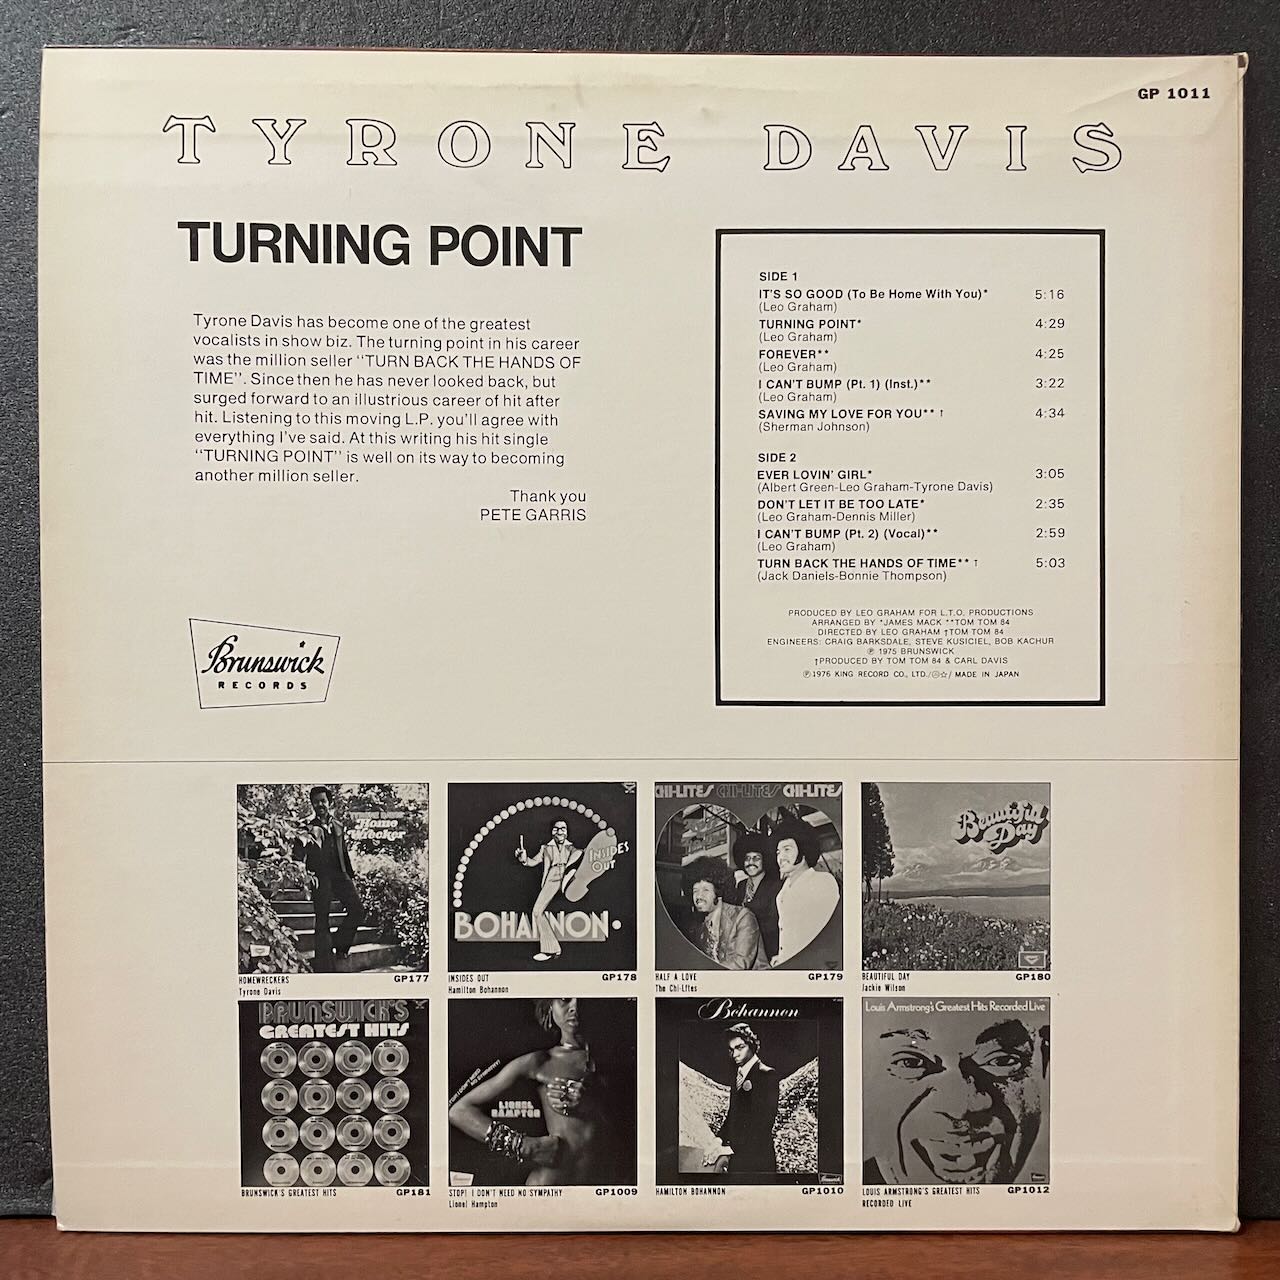 GP 1011
TYRONE DAVIS
TURNING POINT
Tyrone Davis has become one of the greatest
vocalists in show biz. The turning point in his career
was the million seller "TURN BACK THE HANDS OF
TIME". Since then he has never looked back, but
surged forward to an illustrious career of hit after
hit. Listening to this moving L.P. you'll agree with
everything I've said. At this writing his hit single
"TURNING POINT" is well on its way to becoming
another million seller.
Thank you
PETE GARRIS
SIDE 1
IT'S SO GOOD (To Be Home With You)* 5:16
(Leo Graham)
TURNING POINT* 4:29
(Leo Graham)
FOREVER** 4:25
(Leo Graham)
I CAN'T BUMP (Pt. 1) (Inst.)** 3:22
(Leo Graham)
SAVING MY LOVE FOR YOU** † 4:34
(Sherman Johnson)
SIDE 2
EVER LOVIN' GIRL* 3:05
(Albert Green-Leo Graham-Tyrone Davis)
DON'T LET IT BE TOO LATE* 2:35
(Leo Graham-Dennis Miller)
I CAN'T BUMP (Pt. 2) (Vocal)** 2:59
(Leo Graham)
TURN BACK THE HANDS OF TIME** † 5:03
(Jack Daniels-Bonnie Thompson)
PRODUCED BY LEO GRAHAM FOR L.T.O. PRODUCTIONS
ARRANGED BY *JAMES MACK **TOM TOM 84
DIRECTED BY LEO GRAHAM †TOM TOM 84
ENGINEERS: CRAIG BARKSDALE, STEVE KUSICIEL, BOB KACHUR
℗ 1975 BRUNSWICK
†PRODUCED BY TOM TOM 84 & CARL DAVIS
℗1976 KING RECORD CO., LTD./㋹☆/ MADE IN JAPAN
Brunswick
RECORDS
Home
Wrecker
INSIDES
OUT
BOHANNON
CHI-LITES CHI-LITES CHI-LITES
Beautiful
Day
HOMEWRECKERS GP177
Tyrone Davis
INSIDES OUT GP178
Hamilton Bohannon
HALF A LOVE GP179
The Chi-Lites
BEAUTIFUL DAY GP180
Jackie Wilson
BRUNSWICK'S
GREATEST HITS
LIONEL
HAMPTON
Bohannon
Louis Armstrong's Greatest Hits Recorded Live
BRUNSWICK'S GREATEST HITS GP181
STOP! I DON'T NEED NO SYMPATHY GP1009
Lionel Hampton
HAMILTON BOHANNON GP1010
LOUIS ARMSTRONG'S GREATEST HITS GP1012
RECORDED LIVE